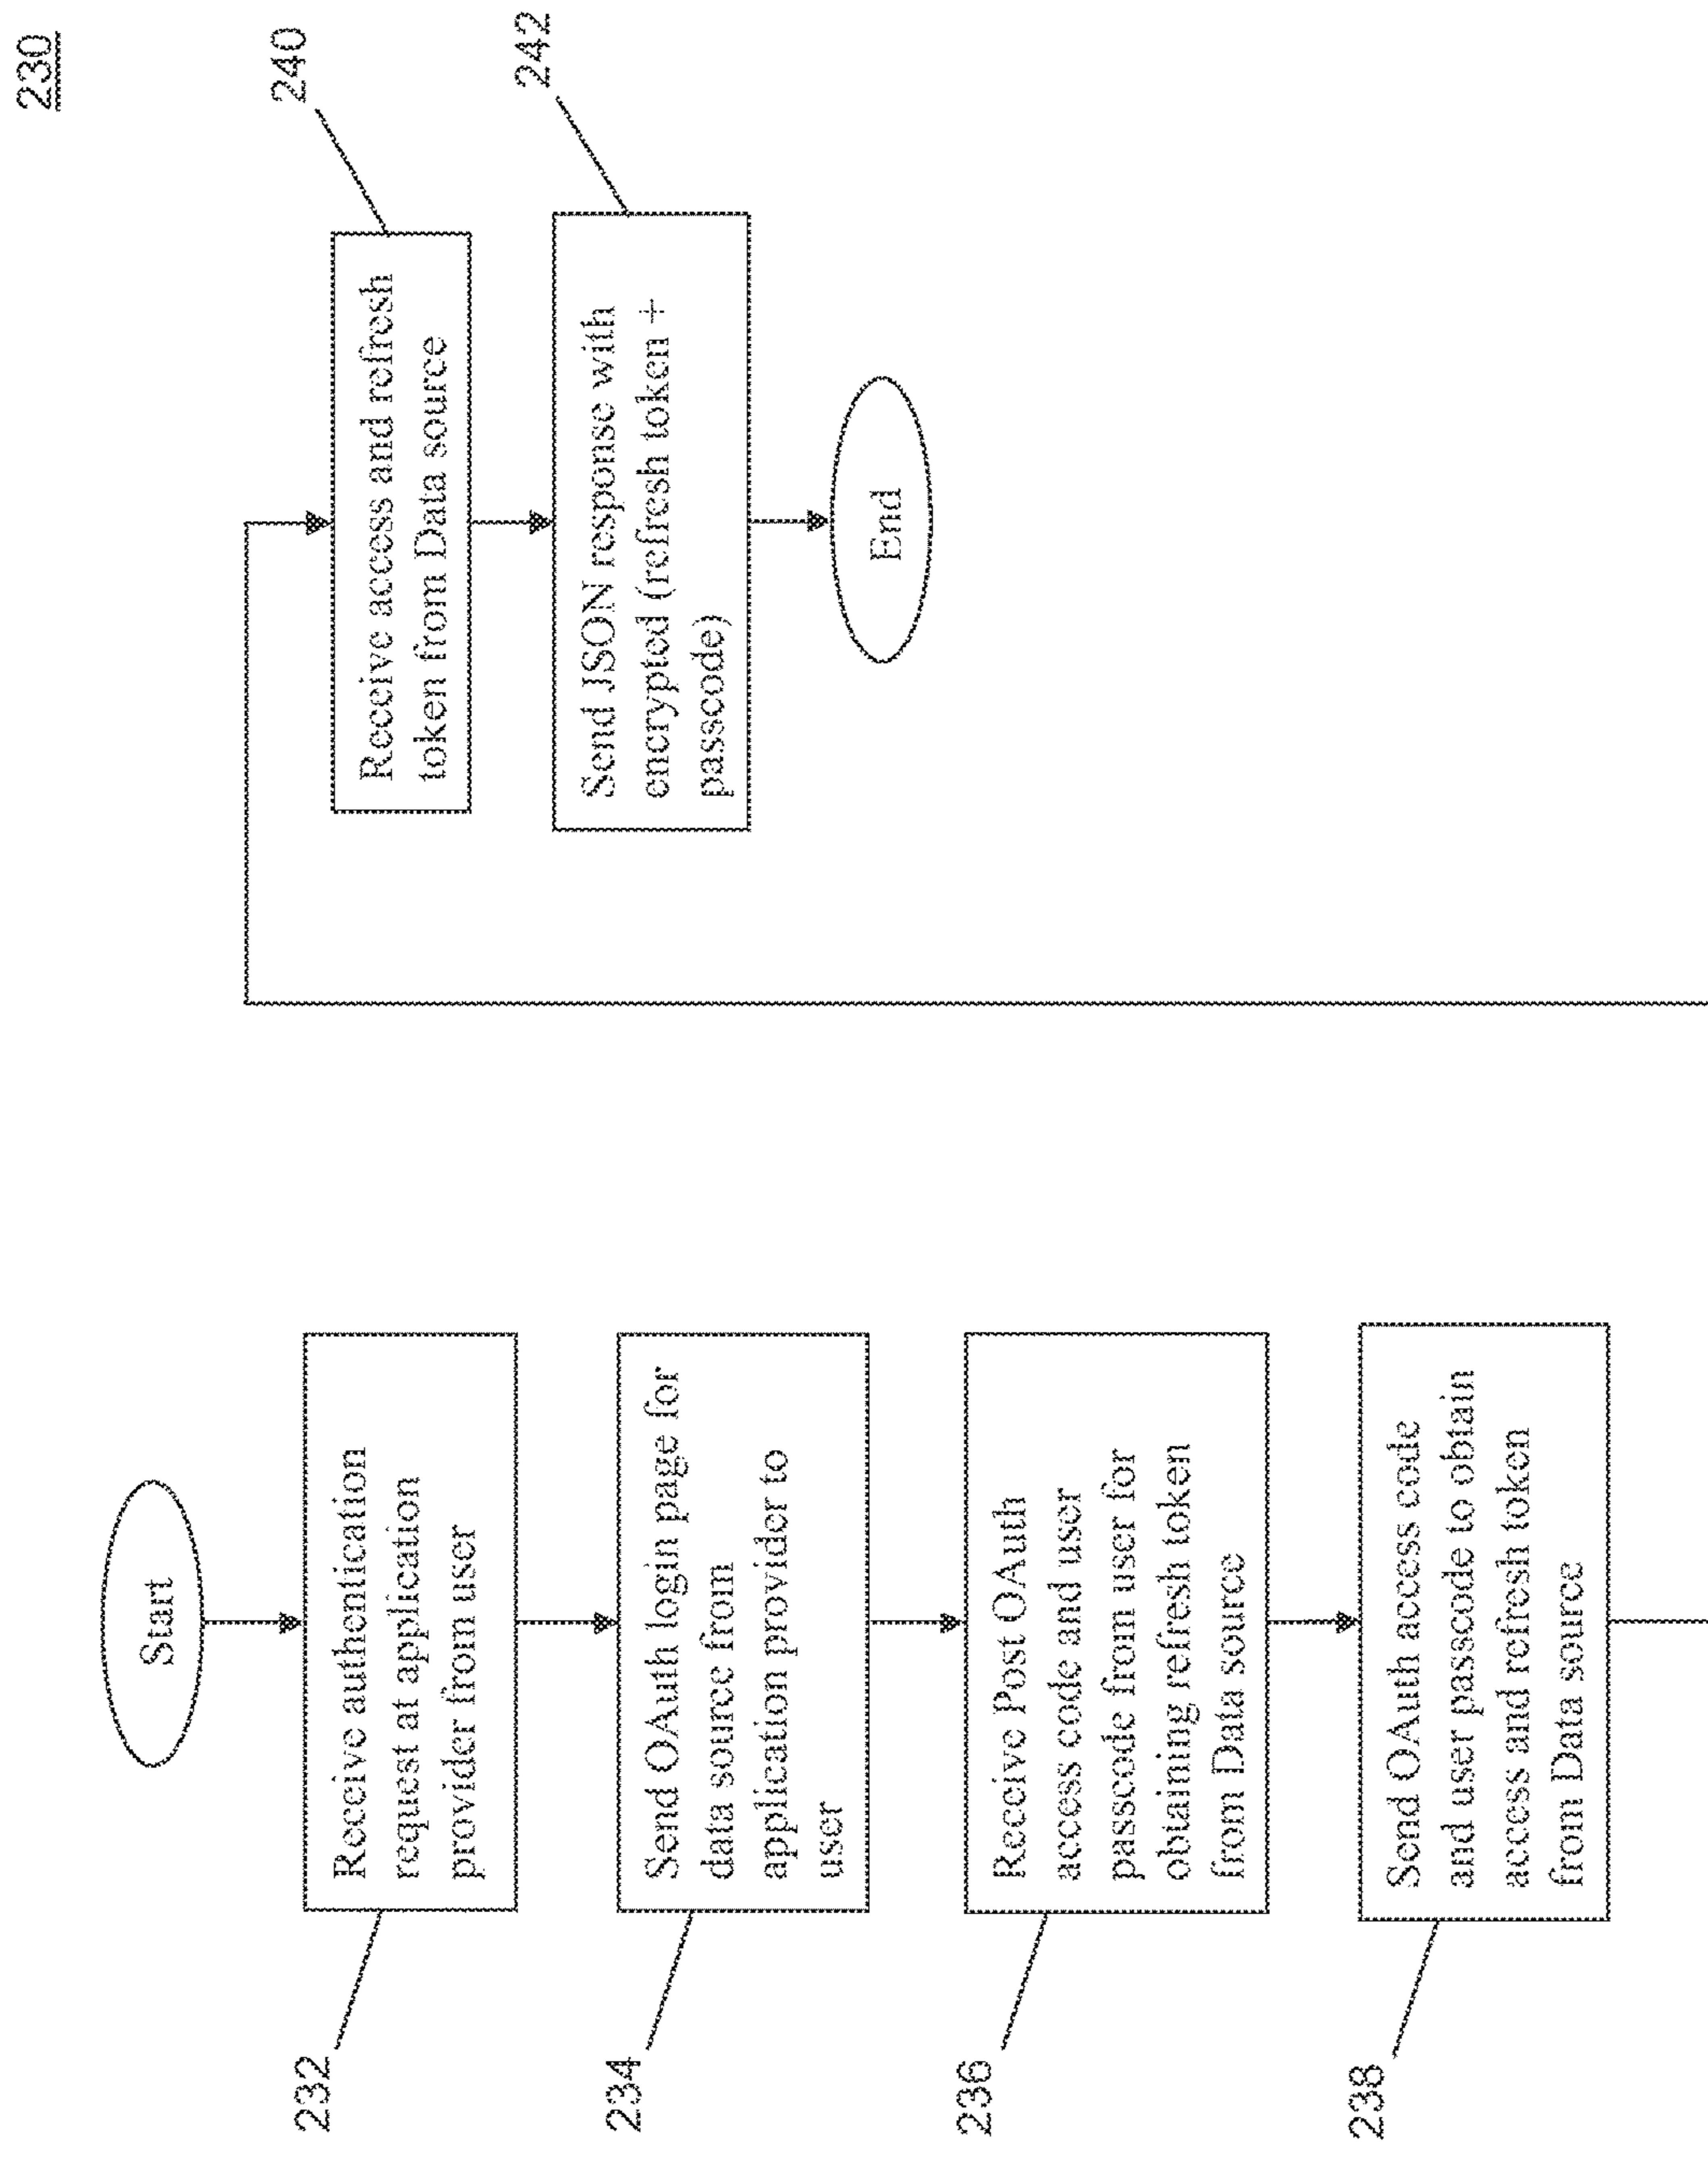 230
Start
232
Receive authentication
request at application
provider from user
234
Send OAuth login page for
data source from
application provider to
user
236
Receive Post OAuth
access code and user
passcode from user for
obtaining refresh token
from Data source
238
Send OAuth access code
and user passcode to obtain
access and refresh token
from Data source
240
Receive access and refresh
token from Data source
242
Send JSON response with
encrypted (refresh token +
passcode)
End